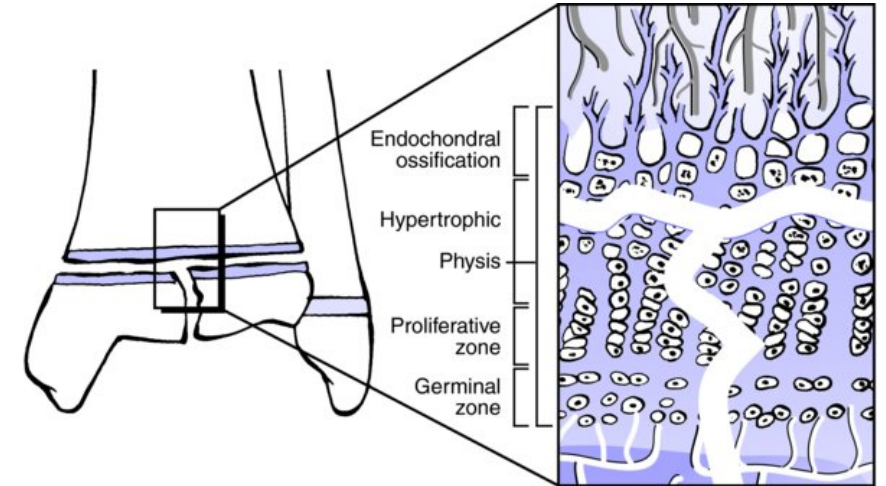 Endochondral
ossification
Hypertrophic
Physis
Proliferative
zone
Germinal
zone